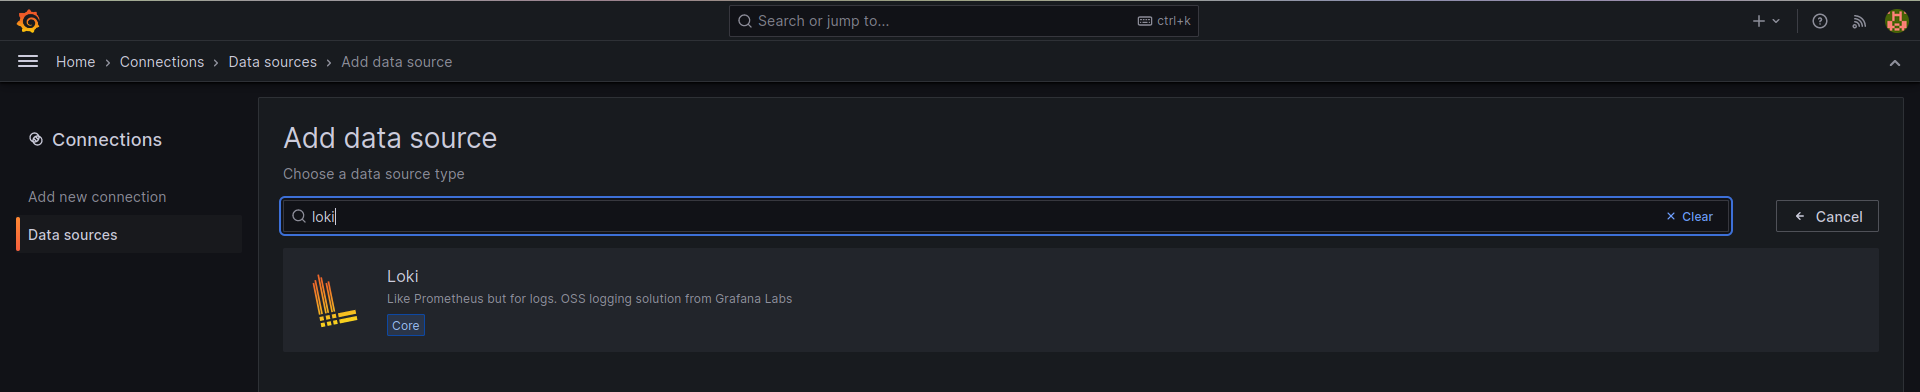 Search or jump to... ctrl+k
Home › Connections › Data sources › Add data source
Connections
Add new connection
Data sources
Add data source
Choose a data source type
loki Clear Cancel
Loki
Like Prometheus but for logs. OSS logging solution from Grafana Labs
Core